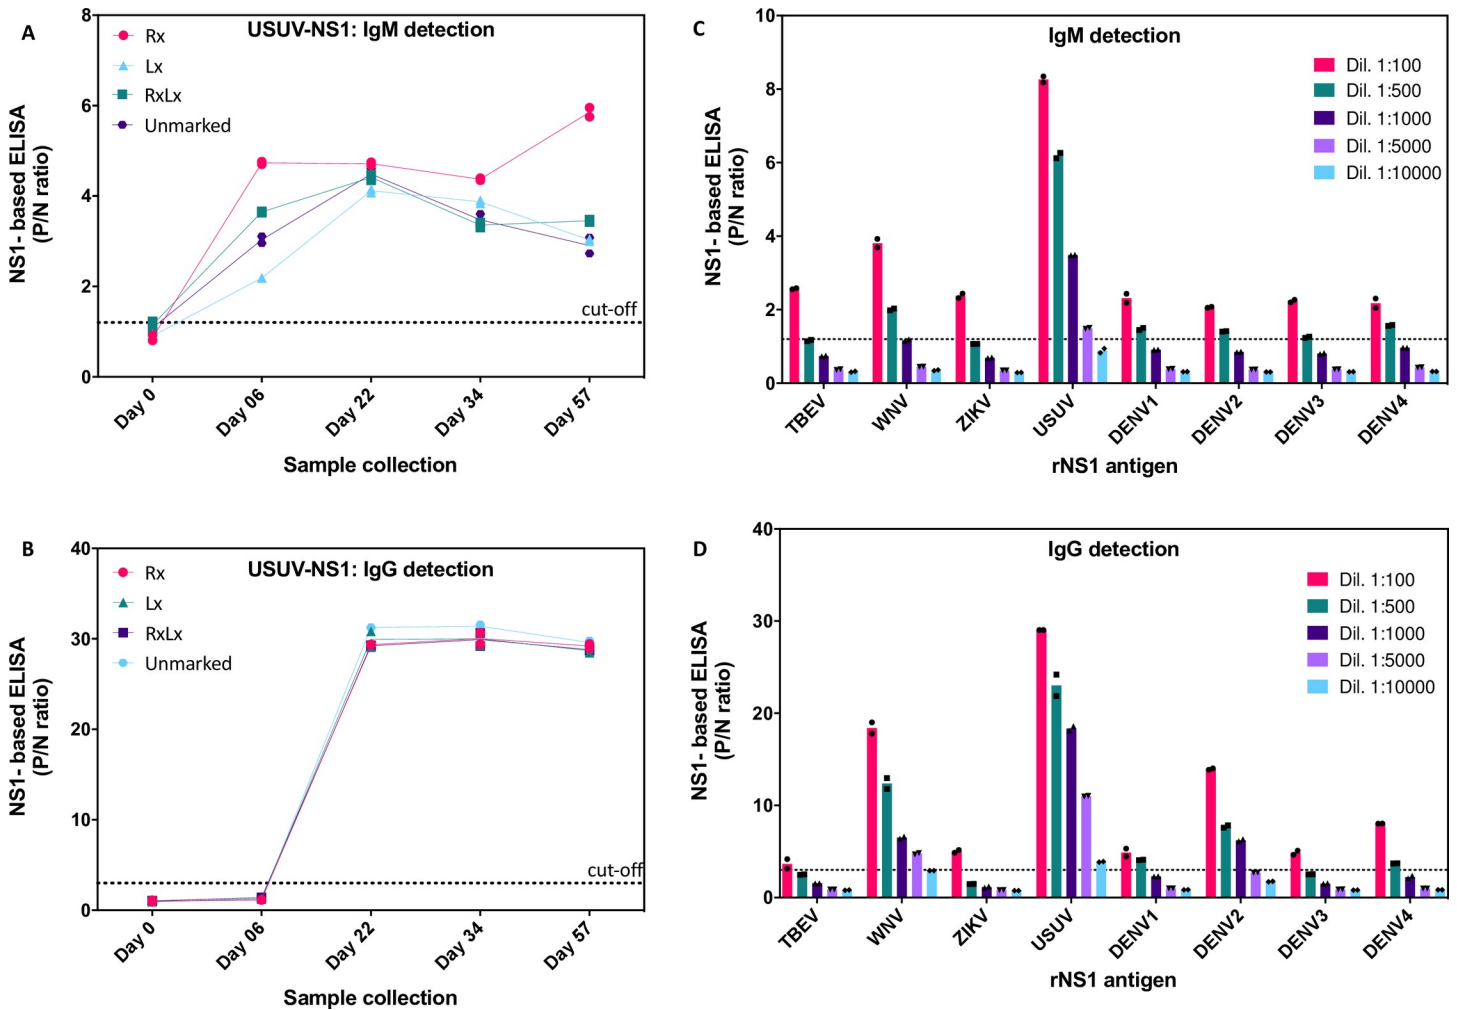 A
USUV-NS1: IgM detection
Rx
Lx
RxLx
Unmarked
NS1- based ELISA
(P/N ratio)
8
6
4
2
0
cut-off
Day 0
Day 06
Day 22
Day 34
Day 57
Sample collection
C
IgM detection
Dil. 1:100
Dil. 1:500
Dil. 1:1000
Dil. 1:5000
Dil. 1:10000
NS1- based ELISA
(P/N ratio)
10
8
6
4
2
0
TBEV
WNV
ZIKV
USUV
DENV1
DENV2
DENV3
DENV4
rNS1 antigen
B
USUV-NS1: IgG detection
Rx
Lx
RxLx
Unmarked
NS1- based ELISA
(P/N ratio)
40
30
20
10
0
cut-off
Day 0
Day 06
Day 22
Day 34
Day 57
Sample collection
D
IgG detection
Dil. 1:100
Dil. 1:500
Dil. 1:1000
Dil. 1:5000
Dil. 1:10000
NS1- based ELISA
(P/N ratio)
40
30
20
10
0
TBEV
WNV
ZIKV
USUV
DENV1
DENV2
DENV3
DENV4
rNS1 antigen